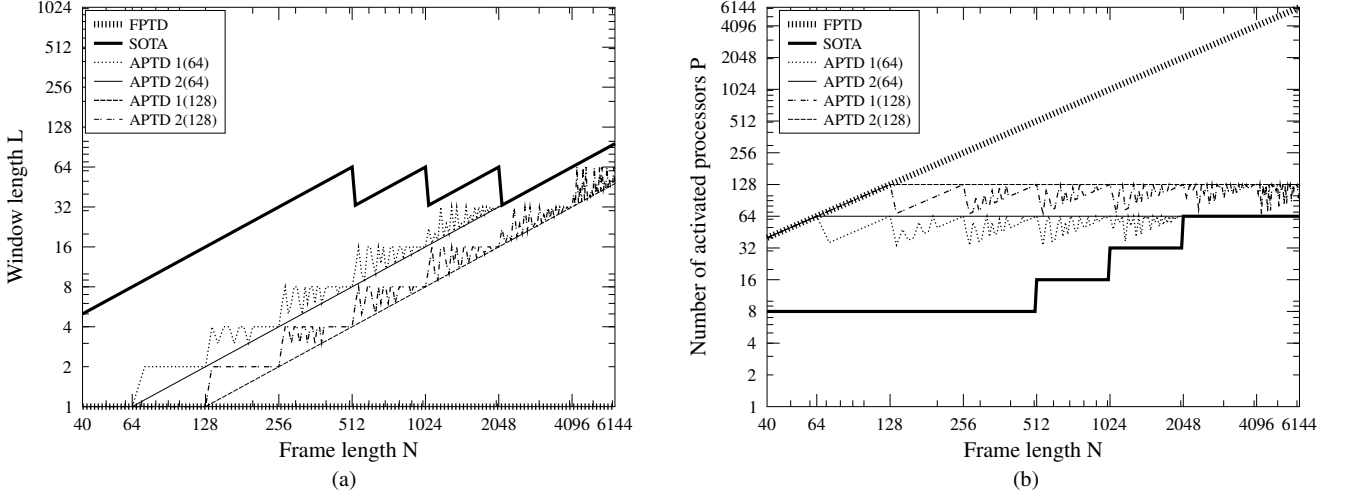 1024
512
256
128
64
32
16
8
4
2
1
Window length L
FPTD
SOTA
APTD 1(64)
APTD 2(64)
APTD 1(128)
APTD 2(128)
40 64 128 256 512 1024 2048 4096 6144
Frame length N
(a)
6144
4096
2048
1024
512
256
128
64
32
16
8
4
2
1
Number of activated processors P
FPTD
SOTA
APTD 1(64)
APTD 2(64)
APTD 1(128)
APTD 2(128)
40 64 128 256 512 1024 2048 4096 6144
Frame length N
(b)